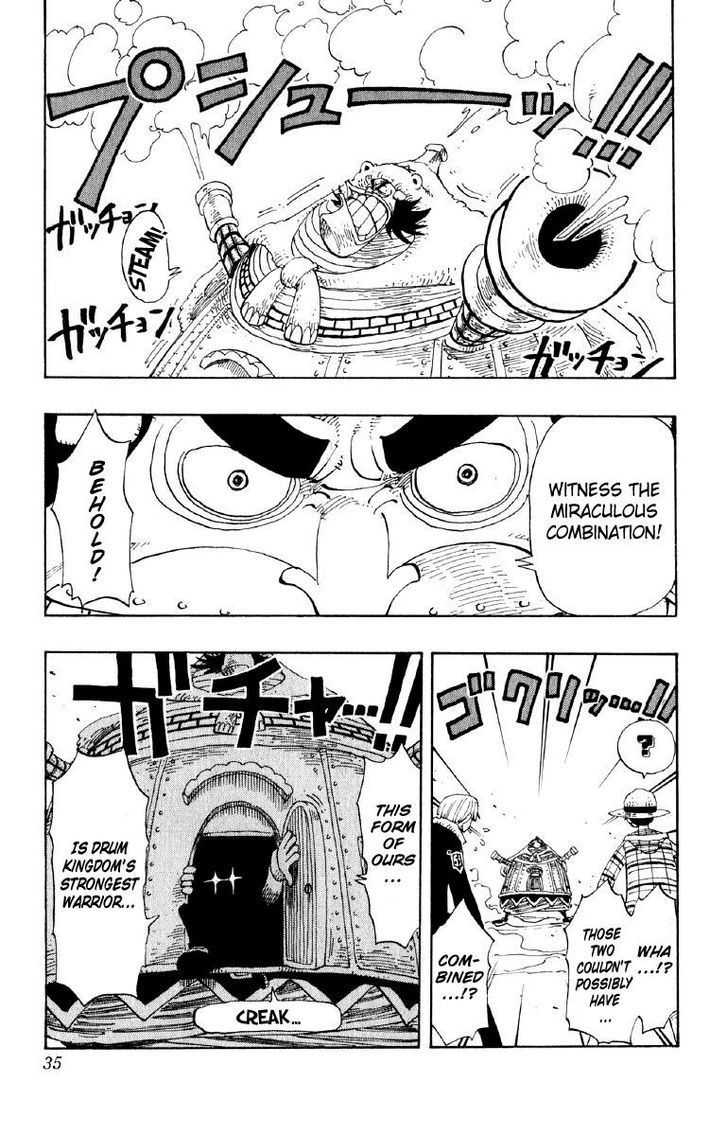 プシューーッ!!!
ガッチョン
STEAM!
ガッチョン
ガッチョン
WITNESS THE
MIRACULOUS
COMBINATION!
BEHOLD!
ゴクリッ...!!
?
WHA
...!?
THOSE
TWO
COULDN'T
POSSIBLY
HAVE
...
COM-
BINED
...!?
ガチャ...!!
THIS
FORM OF
OURS
...
IS DRUM
KINGDOM'S
STRONGEST
WARRIOR...
CREAK...
35